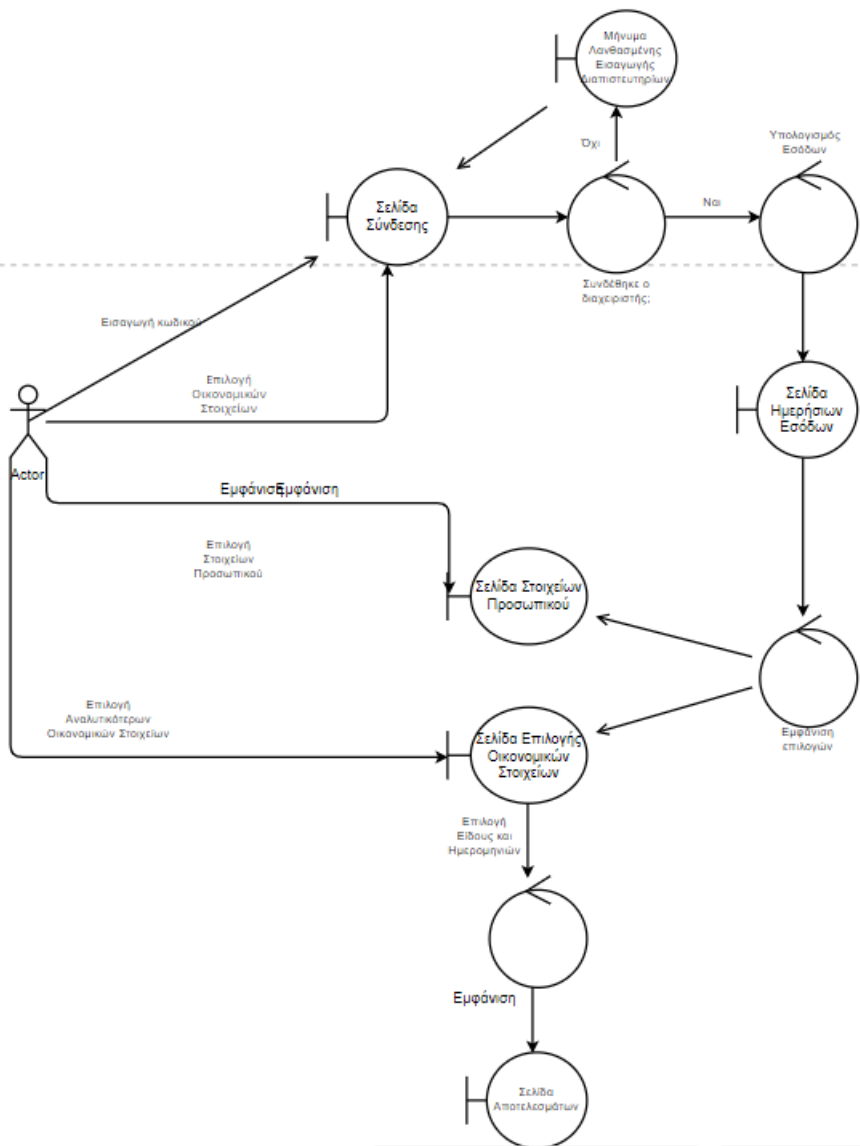 Μήνυμα
Λανθασμένης
Εισαγωγής
Διαπιστευτηρίων
Όχι
Υπολογισμός
Εσόδων
Σελίδα
Σύνδεσης
Ναι
Συνδέθηκε ο
διαχειριστής;
Εισαγωγή κωδικού
Επιλογή
Οικονομικών
Στοιχείων
Σελίδα
Ημερήσιων
Εσόδων
Actor
Εμφάνιση
Εμφάνιση
Επιλογή
Στοιχείων
Προσωπικού
Σελίδα Στοιχείων
Προσωπικού
Επιλογή
Αναλυτικότερων
Οικονομικών Στοιχείων
Σελίδα Επιλογής
Οικονομικών
Στοιχείων
Εμφάνιση
επιλογών
Επιλογή
Είδους και
Ημερομηνιών
Εμφάνιση
Σελίδα
Αποτελεσμάτων